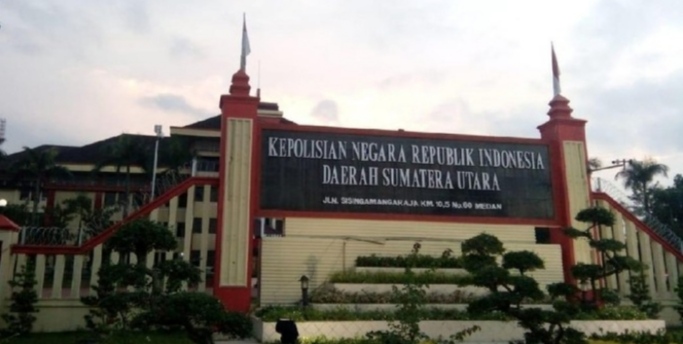 KEPOLISIAN NEGARA REPUBLIK INDONESIA
DAERAH SUMATERA UTARA
JLN. SISINGAMANGARAJA KM. 10,5 No.60 MEDAN